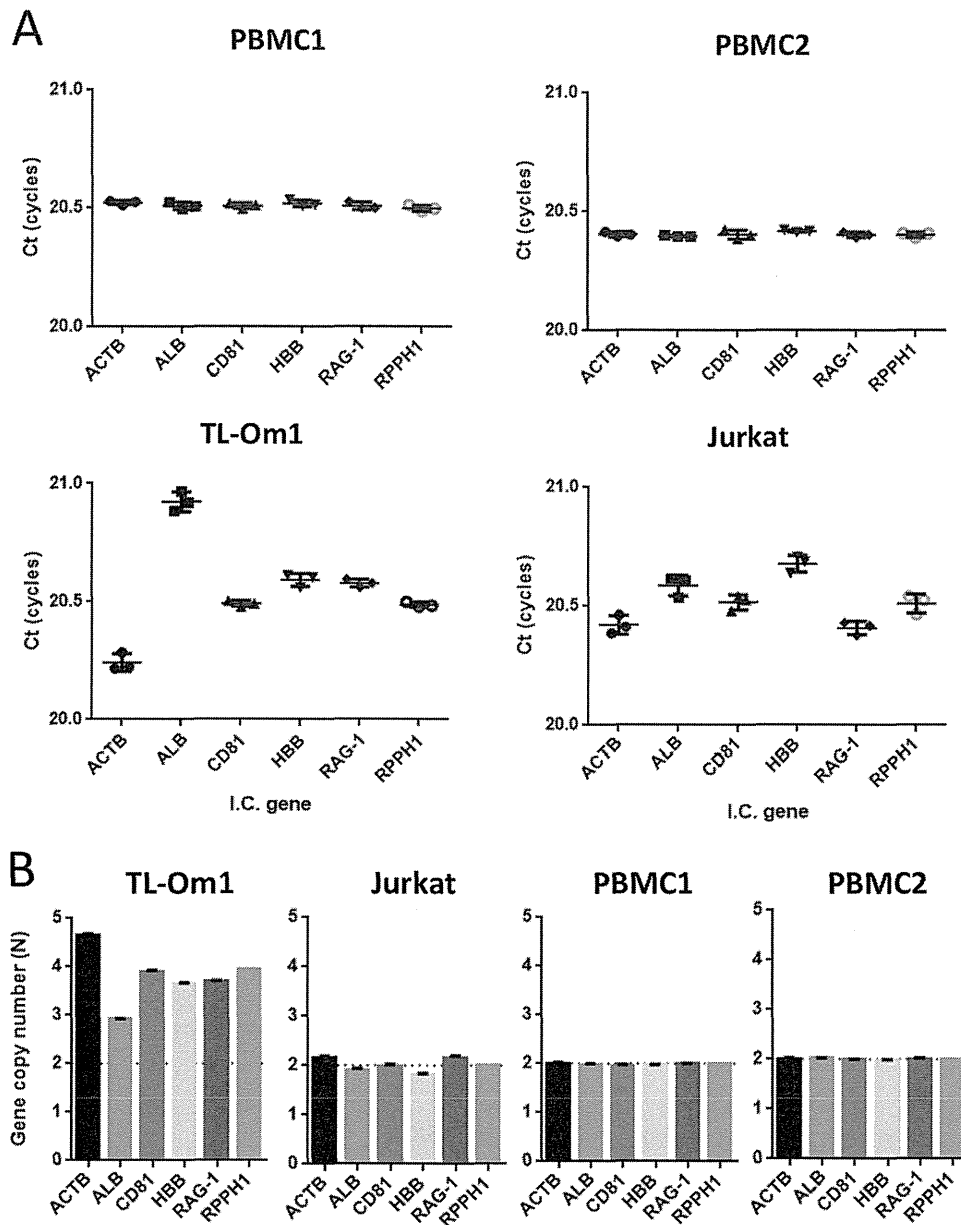 A
PBMC1
21.0
20.5
20.0
Ct (cycles)
ACTB
ALB
CD81
HBB
RAG-1
RPPH1
PBMC2
21.0
20.5
20.0
Ct (cycles)
ACTB
ALB
CD81
HBB
RAG-1
RPPH1
TL-Om1
21.0
20.5
20.0
Ct (cycles)
ACTB
ALB
CD81
HBB
RAG-1
RPPH1
I.C. gene
Jurkat
21.0
20.5
20.0
Ct (cycles)
ACTB
ALB
CD81
HBB
RAG-1
RPPH1
I.C. gene
B
TL-Om1
5
4
3
2
1
0
Gene copy number (N)
ACTB
ALB
CD81
HBB
RAG-1
RPPH1
Jurkat
5
4
3
2
1
0
ACTB
ALB
CD81
HBB
RAG-1
RPPH1
PBMC1
5
4
3
2
1
0
ACTB
ALB
CD81
HBB
RAG-1
RPPH1
PBMC2
5
4
3
2
1
0
ACTB
ALB
CD81
HBB
RAG-1
RPPH1